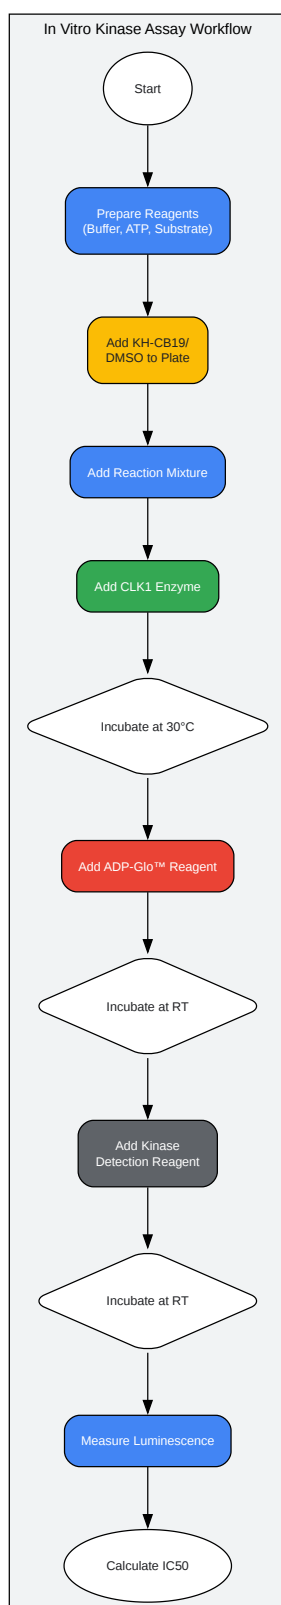 In Vitro Kinase Assay Workflow
Start
Prepare Reagents
(Buffer, ATP, Substrate)
Add KH-CB19/
DMSO to Plate
Add Reaction Mixture
Add CLK1 Enzyme
Incubate at 30°C
Add ADP-Glo™ Reagent
Incubate at RT
Add Kinase
Detection Reagent
Incubate at RT
Measure Luminescence
Calculate IC50